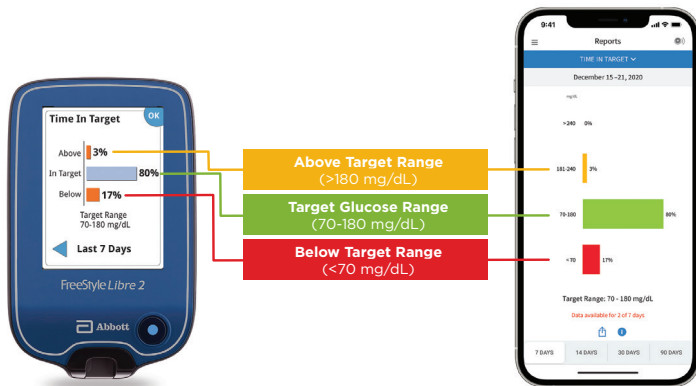 Time In Target
OK
Above
3%
In Target
80%
Below
17%
Target Range
70-180 mg/dL
Last 7 Days
FreeStyle Libre 2
Abbott
Above Target Range
(>180 mg/dL)
Target Glucose Range
(70-180 mg/dL)
Below Target Range
(<70 mg/dL)
9:41
Reports
TIME IN TARGET
December 15-21, 2020
mg/dL
>240 0%
181-240 3%
70-180 80%
<70 17%
Target Range: 70 - 180 mg/dL
Data available for 2 of 7 days
7 DAYS 14 DAYS 30 DAYS 90 DAYS